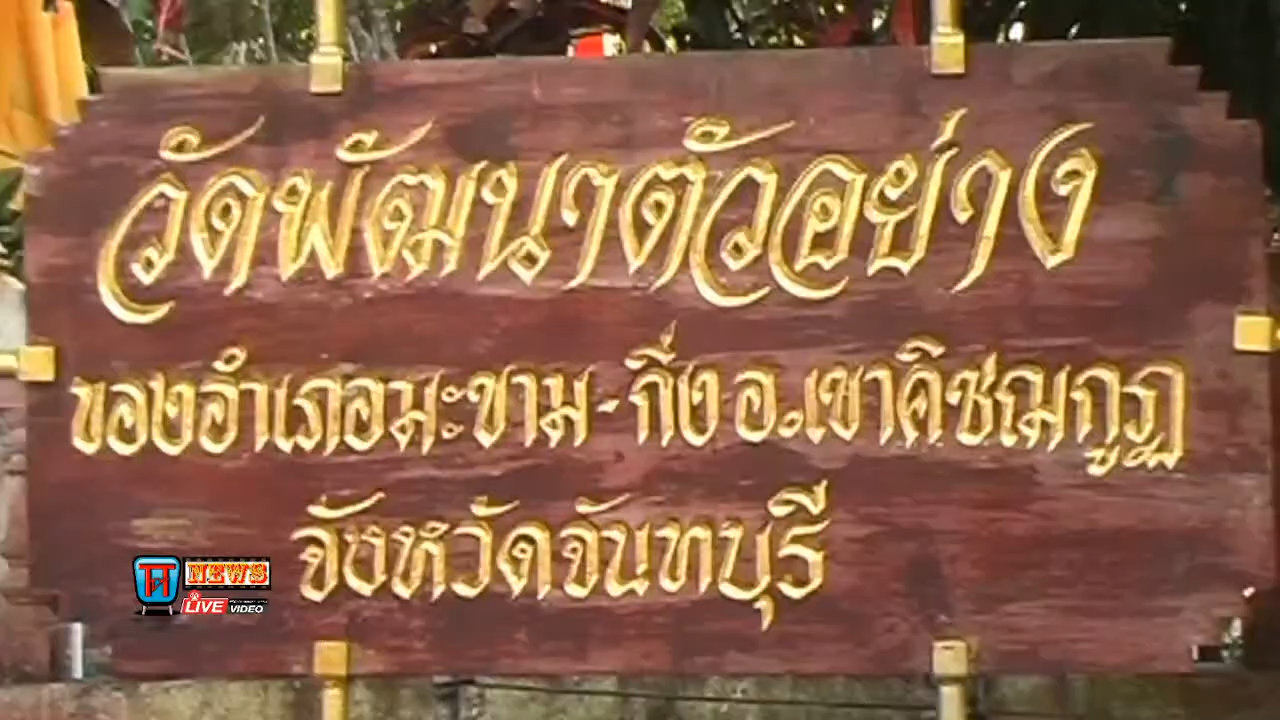 วัดพัฒนาตัวอย่าง
ของอำเภอมะขาม-กิ่งอ.เขาคิชฌกูฏ
จังหวัดจันทบุรี
NEWS
LIVE VIDEO